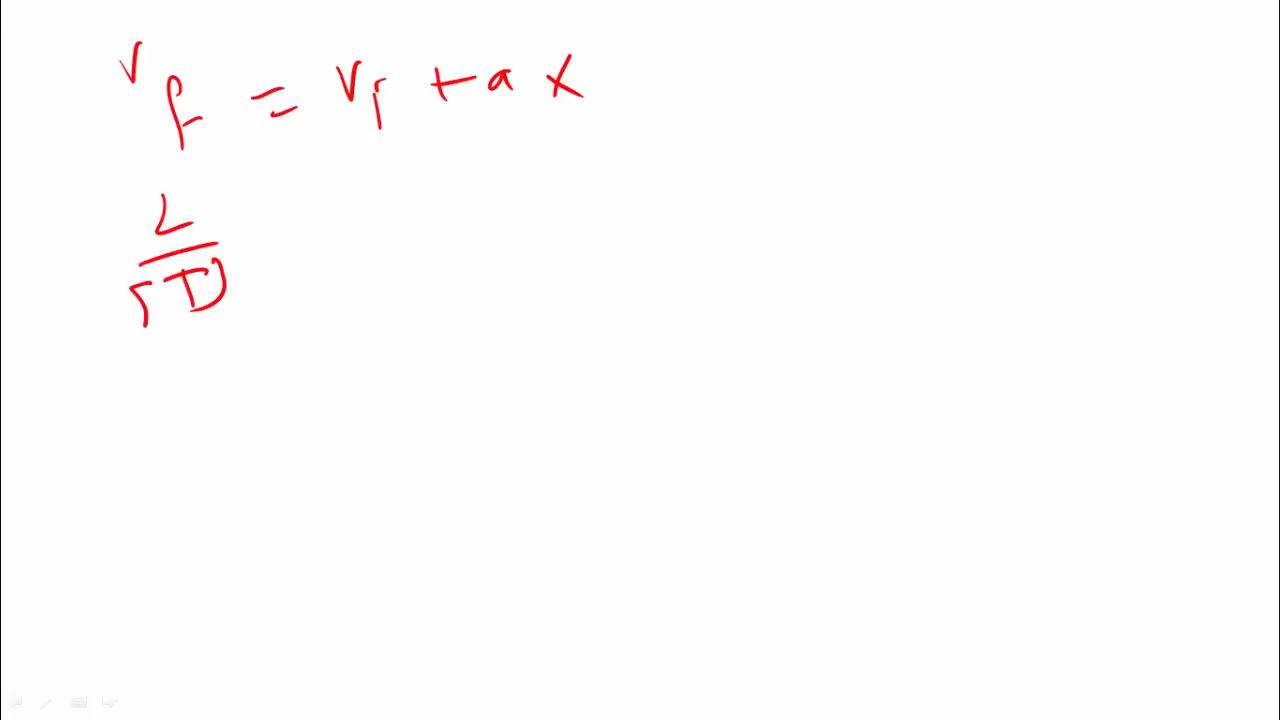 v_f = v_i + a x
L
[T]